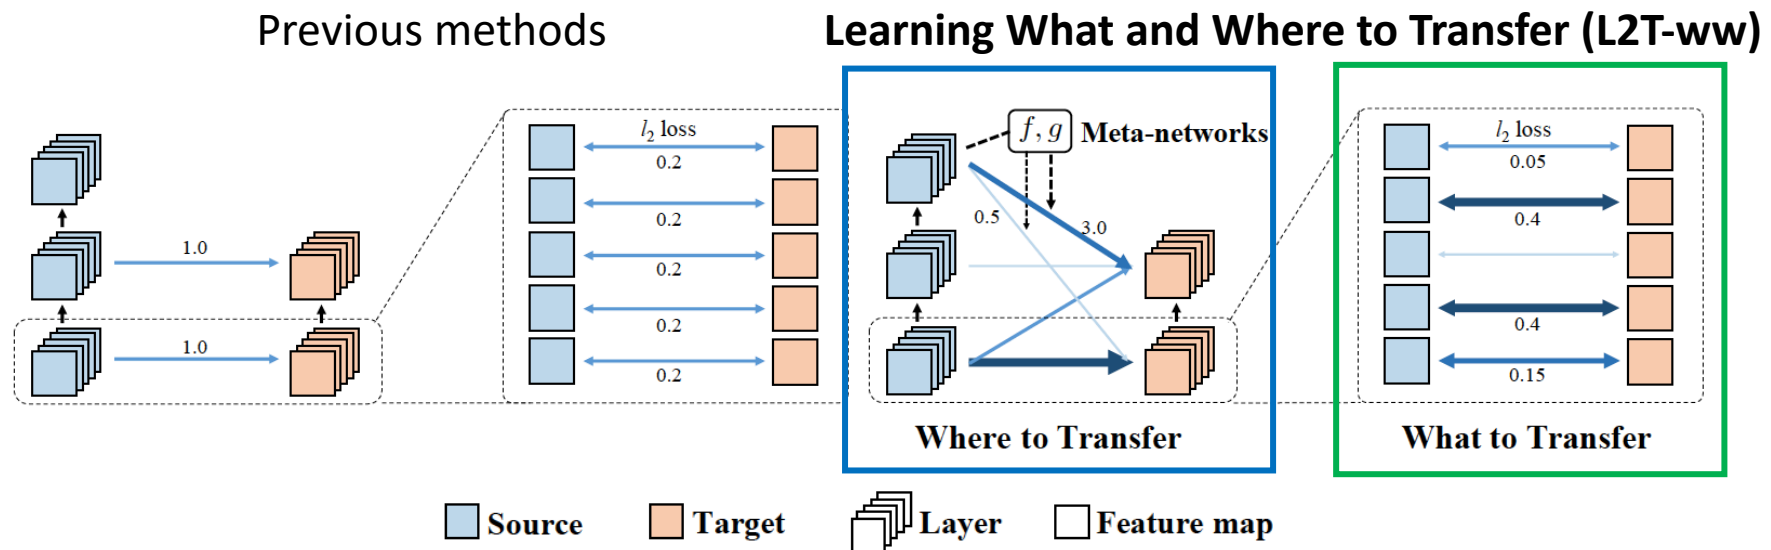 Previous methods
Learning What and Where to Transfer (L2T-ww)
1.0
1.0
l₂ loss
0.2
0.2
0.2
0.2
0.2
f, g
Meta-networks
0.5
3.0
Where to Transfer
l₂ loss
0.05
0.4
0.4
0.15
What to Transfer
Source
Target
Layer
Feature map